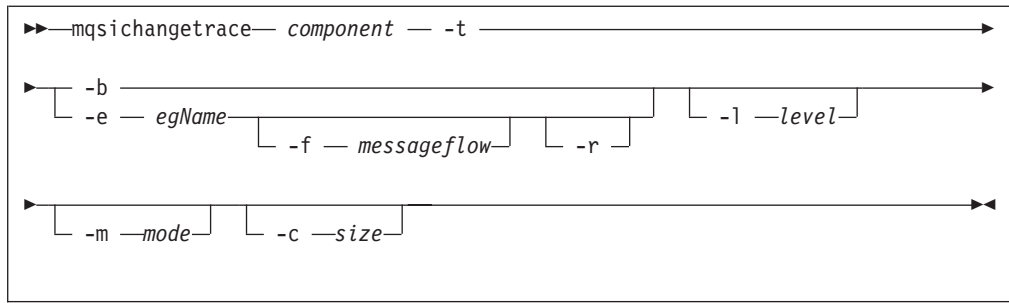 mqsichangetrace component -t
-b
-e egName -l level
-f messageflow -r
-m mode -c size